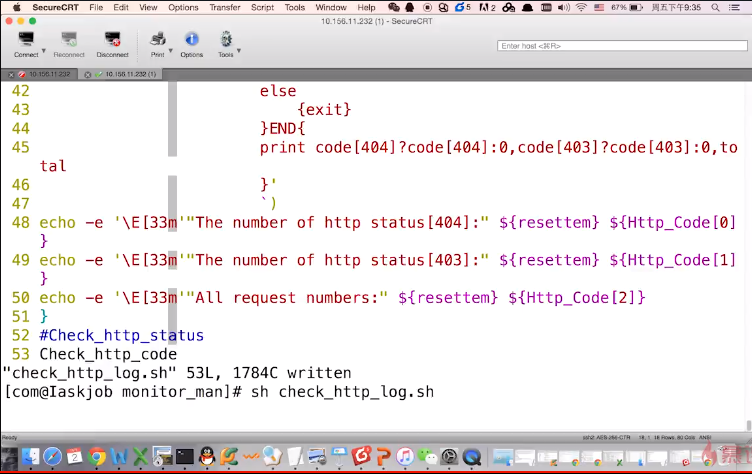 SecureCRT File Edit View Options Transfer Script Tools Window Help 5 2 67% 周五下午9:35
10.156.11.232 (1) - SecureCRT
Connect Reconnect Disconnect Print Options Tools
Enter host <⌘R>
10.156.11.232 10.156.11.232 (1)
42 else
43 {exit}
44 }END{
45 print code[404]?code[404]:0,code[403]?code[403]:0,to
tal
46 }'
47 `)
48 echo -e '\E[33m'"The number of http status[404]:" ${resettem} ${Http_Code[0]
}
49 echo -e '\E[33m'"The number of http status[403]:" ${resettem} ${Http_Code[1]
}
50 echo -e '\E[33m'"All request numbers:" ${resettem} ${Http_Code[2]}
51 }
52 #Check_http_status
53 Check_http_code
"check_http_log.sh" 53L, 1784C written
[com@Iaskjob monitor_man]# sh check_http_log.sh
Ready ssh2: AES-256-CTR 18, 1 16 Rows, 80 Cols